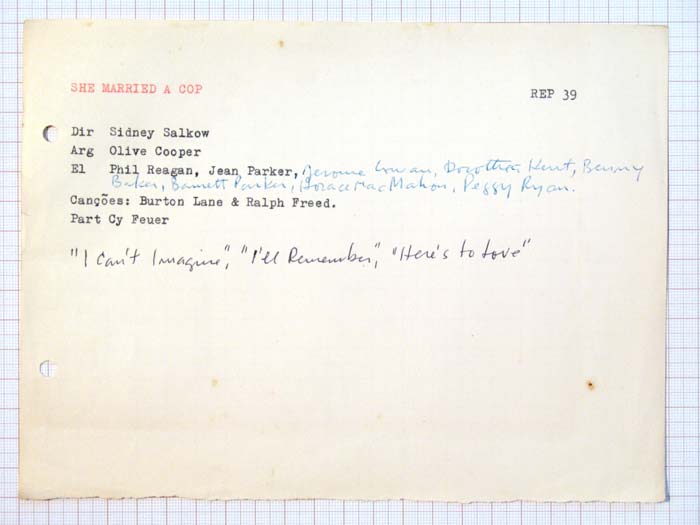 SHE MARRIED A COP
REP 39
Dir Sidney Salkow
Arg Olive Cooper
El Phil Reagan, Jean Parker, Jerome Cowan, Dorothea Kent, Benny
Baker, Barnett Parker, Horace MacMahon, Peggy Ryan.
Canções: Burton Lane & Ralph Freed.
Part Cy Feuer
"I Can't Imagine", "I'll Remember", "Here's to Love"